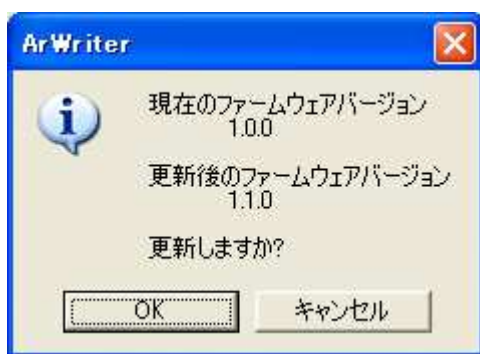 ArWriter
現在のファームウェアバージョン
1.0.0
更新後のファームウェアバージョン
1.1.0
更新しますか?
OK
キャンセル